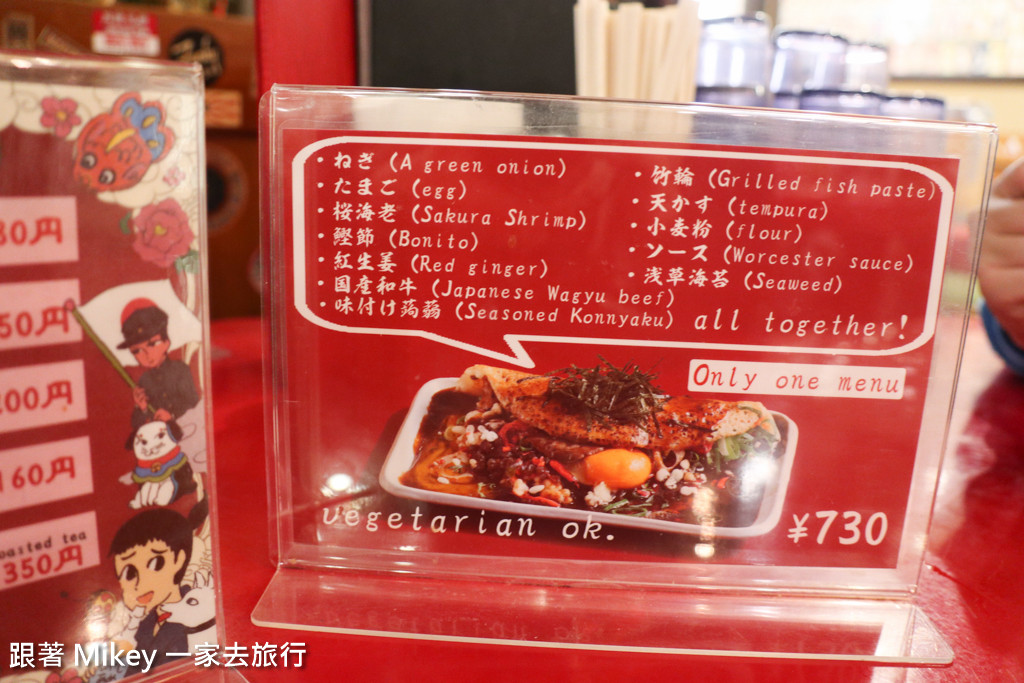 ・ねぎ (A green onion)
・たまご (egg)
・桜海老 (Sakura Shrimp)
・鰹節 (Bonito)
・紅生姜 (Red ginger)
・国産和牛 (Japanese Wagyu beef)
・味付け蒟蒻 (Seasoned Konnyaku)
・竹輪 (Grilled fish paste)
・天かす (tempura)
・小麦粉 (flour)
・ソース (Worcester sauce)
・浅草海苔 (Seaweed)
all together!
Only one menu
vegetarian ok.
¥730
80円
50円
200円
160円
oasted tea
350円
跟著 Mikey 一家去旅行